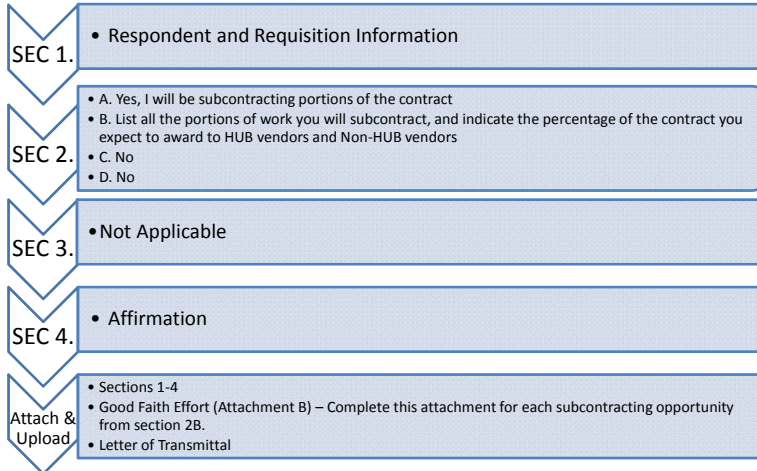 SEC 1.
• Respondent and Requisition Information
SEC 2.
• A. Yes, I will be subcontracting portions of the contract
• B. List all the portions of work you will subcontract, and indicate the percentage of the contract you
expect to award to HUB vendors and Non-HUB vendors
• C. No
• D. No
SEC 3.
•Not Applicable
SEC 4.
• Affirmation
Attach &
Upload
• Sections 1-4
• Good Faith Effort (Attachment B) – Complete this attachment for each subcontracting opportunity
from section 2B.
• Letter of Transmittal